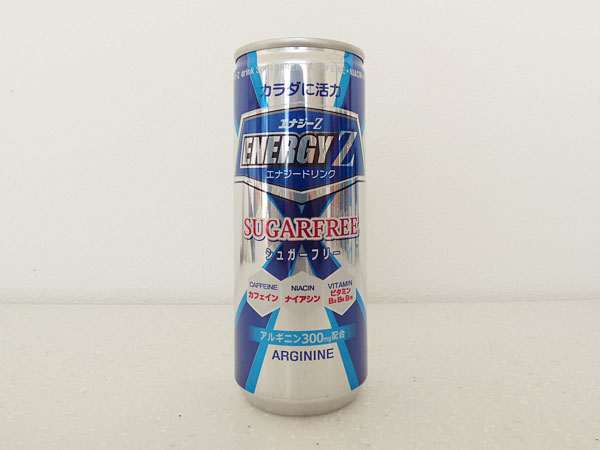 Z drink
カラダに活力
エナジーZ
ENERGY Z
エナジードリンク
SUGARFREE
シュガーフリー
CAFFEINE NIACIN VITAMIN
カフェイン ナイアシン ビタミン
B2 B6 B12
アルギニン300mg配合
ARGININE